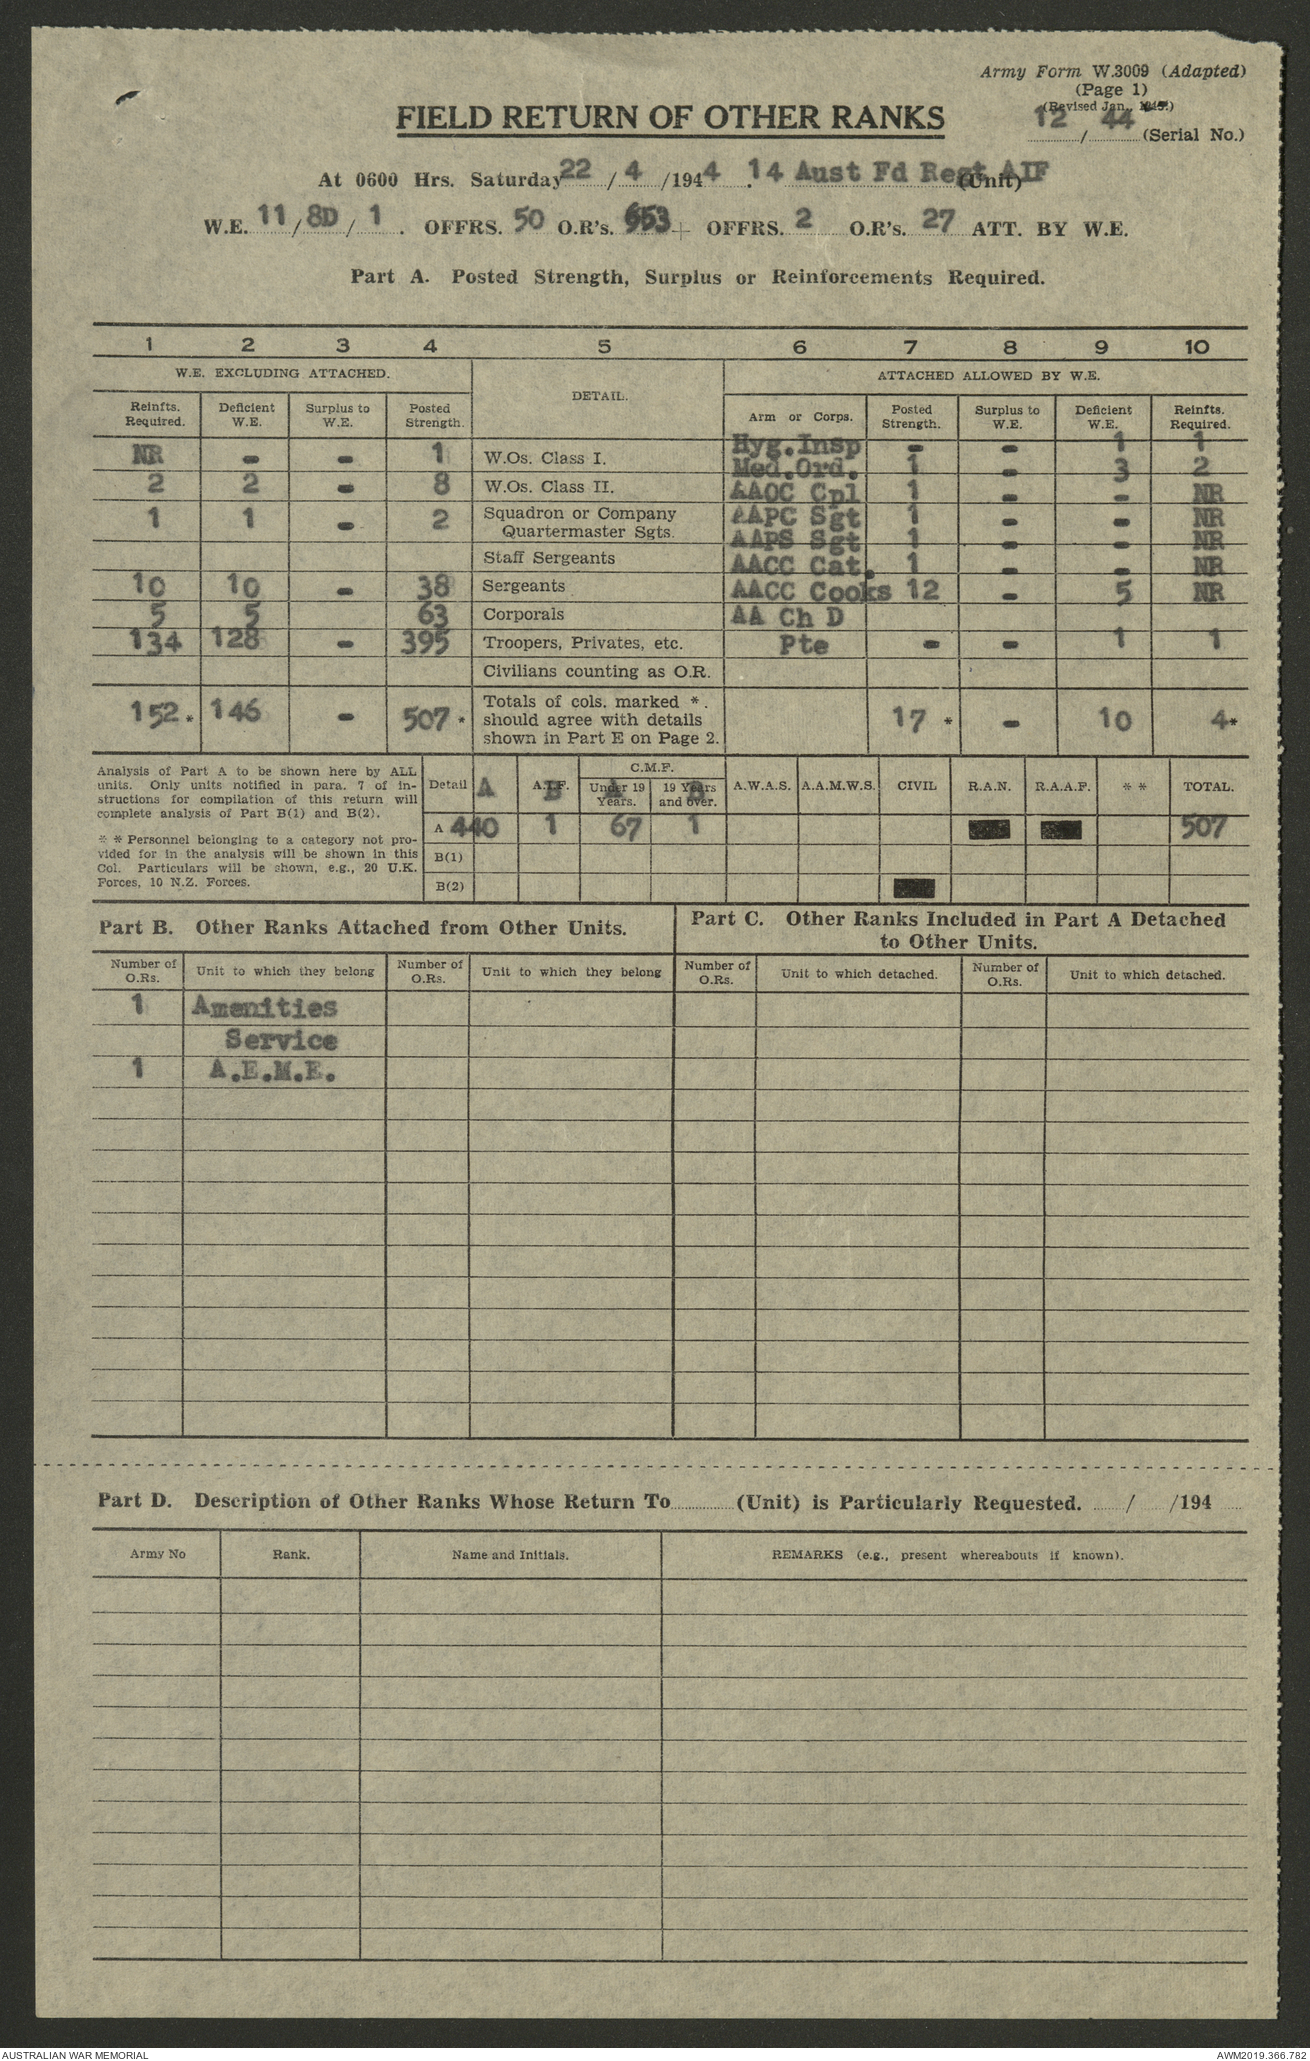 Army Form W.3009 (Adapted)
(Page 1)
(Revised Jan.,
12 / 44 (Serial No.)
FIELD RETURN OF OTHER RANKS
At 0600 Hrs. Saturday 22 / 4 /1944 . 14 Aust Fd Regt AIF (Unit)
W.E. 11 / 8D / 1 . OFFRS. 50 O.R's. 653 + OFFRS. 2 O.R's. 27 ATT. BY W.E.
Part A. Posted Strength, Surplus or Reinforcements Required.
1 2 3 4 5 6 7 8 9 10
W.E. EXCLUDING ATTACHED. DETAIL. ATTACHED ALLOWED BY W.E.
Reinfts. Required. Deficient W.E. Surplus to W.E. Posted Strength. Arm or Corps. Posted Strength. Surplus to W.E. Deficient W.E. Reinfts. Required.
NR - - 1 W.Os. Class I. Hyg.Insp - - 1 1
Med.Ord. 1 - 3 2
2 2 - 8 W.Os. Class II. AAOC Cpl 1 - - NR
1 1 - 2 Squadron or Company Quartermaster Sgts. AAPC Sgt 1 - - NR
AAPS Sgt 1 - - NR
Staff Sergeants AACC Cat. 1 - - NR
10 10 - 38 Sergeants AACC Cooks 12 - 5 NR
5 5 63 Corporals AA Ch D
134 128 - 395 Troopers, Privates, etc. Pte - - 1 1
Civilians counting as O.R.
152 * 146 - 507 * Totals of cols. marked *. should agree with details shown in Part E on Page 2. 17 * - 10 4 *
Analysis of Part A to be shown here by ALL
units. Only units notified in para. 7 of in-
structions for compilation of this return will
complete analysis of Part B(1) and B(2).
* * Personnel belonging to a category not pro-
vided for in the analysis will be shown in this
Col. Particulars will be shown, e.g., 20 U.K.
Forces, 10 N.Z. Forces.
Detail A A.I.F. B C.M.F. Under 19 Years. A 19 Years and over. B A.W.A.S. A.A.M.W.S. CIVIL R.A.N. R.A.A.F. * * TOTAL.
A 440 1 67 1 507
B(1)
B(2)
Part B. Other Ranks Attached from Other Units.
Part C. Other Ranks Included in Part A Detached
to Other Units.
Number of O.Rs. Unit to which they belong Number of O.Rs. Unit to which they belong Number of O.Rs. Unit to which detached. Number of O.Rs. Unit to which detached.
1 Amenities
Service
1 A.E.M.E.
Part D. Description of Other Ranks Whose Return To (Unit) is Particularly Requested. / /194
Army No Rank. Name and Initials. REMARKS (e.g., present whereabouts if known).
AUSTRALIAN WAR MEMORIAL
AWM2019.366.782